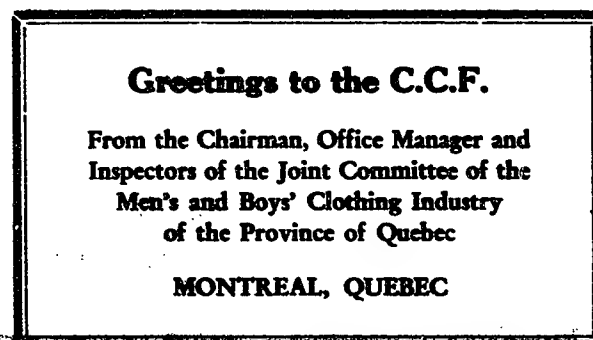 Greetings to the C.C.F.
From the Chairman, Office Manager and
Inspectors of the Joint Committee of the
Men's and Boys' Clothing Industry
of the Province of Quebec
MONTREAL, QUEBEC